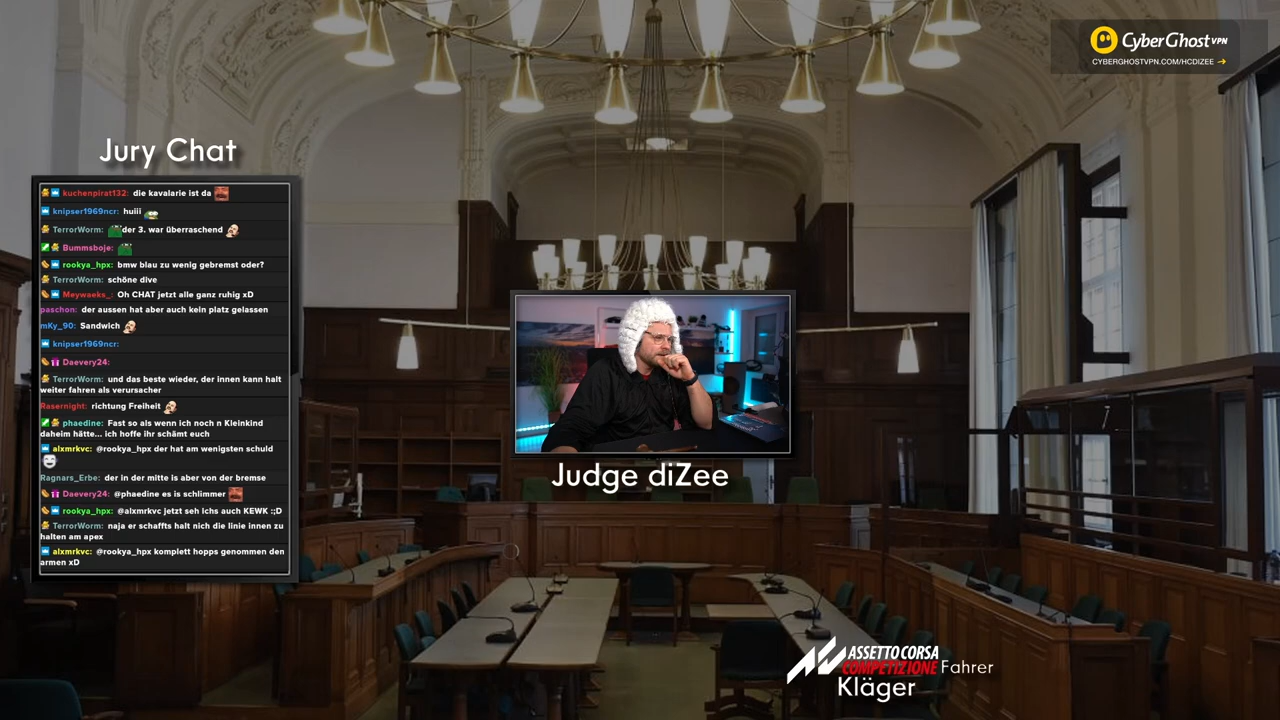 CyberGhost VPN
CYBERGHOSTVPN.COM/HCDIZEE
Jury Chat
kuchenpirat132: die kavalarie ist da
knipser1969ncr: huiii
TerrorWorm: der 3. war überraschend
Bummsboje:
rookya_hpx: bmw blau zu wenig gebremst oder?
TerrorWorm: schöne dive
Meywaeks_: Oh CHAT jetzt alle ganz ruhig xD
paschon: der aussen hat aber auch kein platz gelassen
mKy_90: Sandwich
knipser1969ncr:
Daevery24:
TerrorWorm: und das beste wieder, der innen kann halt
weiter fahren als verursacher
Rasernight: richtung Freiheit
phaedine: Fast so als wenn ich noch n Kleinkind
daheim hätte... ich hoffe ihr schämt euch
alxmrkvc: @rookya_hpx der hat am wenigsten schuld
Ragnars_Erbe: der in der mitte is aber von der bremse
Daevery24: @phaedine es is schlimmer
rookya_hpx: @alxmrkvc jetzt seh ichs auch KEWK :;D
TerrorWorm: naja er schaffts halt nich die linie innen zu
halten am apex
alxmrkvc: @rookya_hpx komplett hopps genommen den
armen xD
Judge diZee
ASSETTO CORSA
COMPETIZIONE Fahrer
Kläger